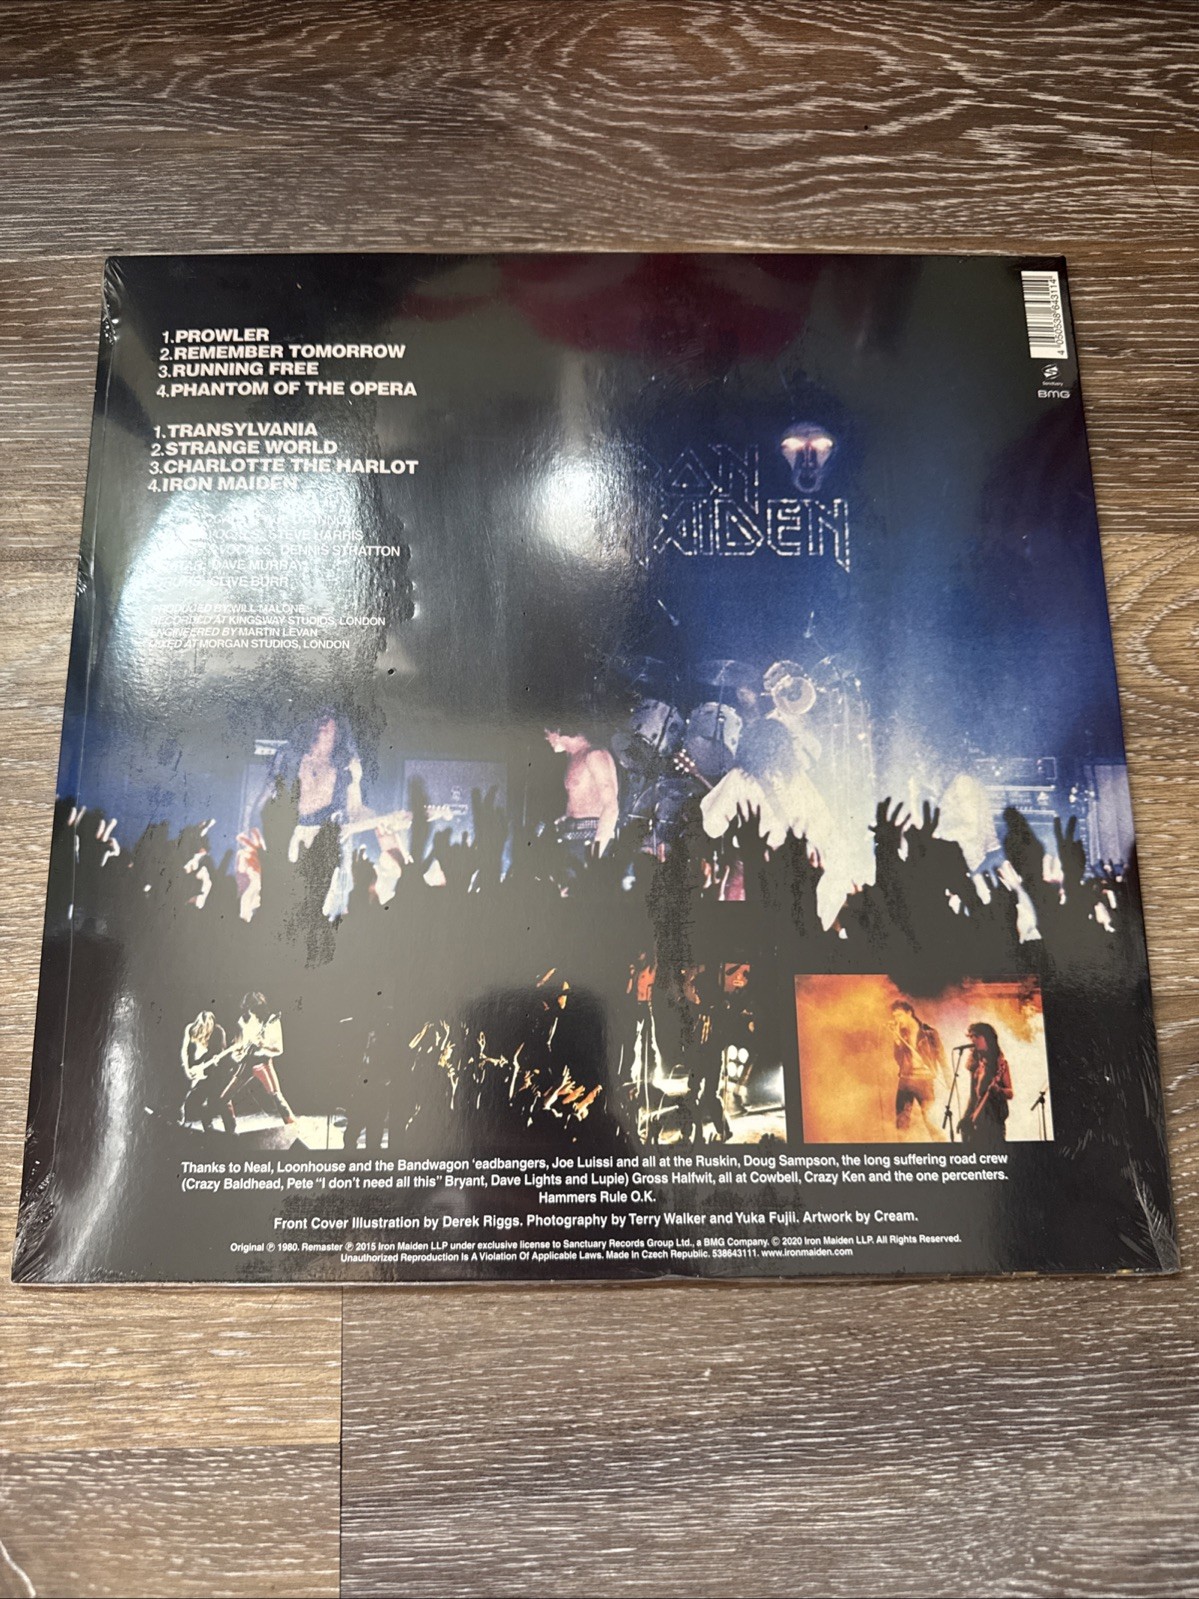 1.PROWLER
2.REMEMBER TOMORROW
3.RUNNING FREE
4.PHANTOM OF THE OPERA
1.TRANSYLVANIA
2.STRANGE WORLD
3.CHARLOTTE THE HARLOT
4.IRON MAIDEN
STEVE HARRIS
VOCALS, DENNIS STRATTON
DAVE MURRAY
CLIVE BURR
PRODUCED BY WILL MALONE
RECORDED AT KINGSWAY STUDIOS, LONDON
ENGINEERED BY MARTIN LEVAN
MIXED AT MORGAN STUDIOS, LONDON
4 050538 643114
Sanctuary
BMG
MAIDEN
Thanks to Neal, Loonhouse and the Bandwagon 'eadbangers, Joe Luissi and all at the Ruskin, Doug Sampson, the long suffering road crew
(Crazy Baldhead, Pete "I don't need all this" Bryant, Dave Lights and Lupie) Gross Halfwit, all at Cowbell, Crazy Ken and the one percenters.
Hammers Rule O.K.
Front Cover Illustration by Derek Riggs. Photography by Terry Walker and Yuka Fujii. Artwork by Cream.
Original ℗ 1980. Remaster ℗ 2015 Iron Maiden LLP under exclusive license to Sanctuary Records Group Ltd., a BMG Company. © 2020 Iron Maiden LLP. All Rights Reserved.
Unauthorized Reproduction Is A Violation Of Applicable Laws. Made In Czech Republic. 538643111. www.ironmaiden.com